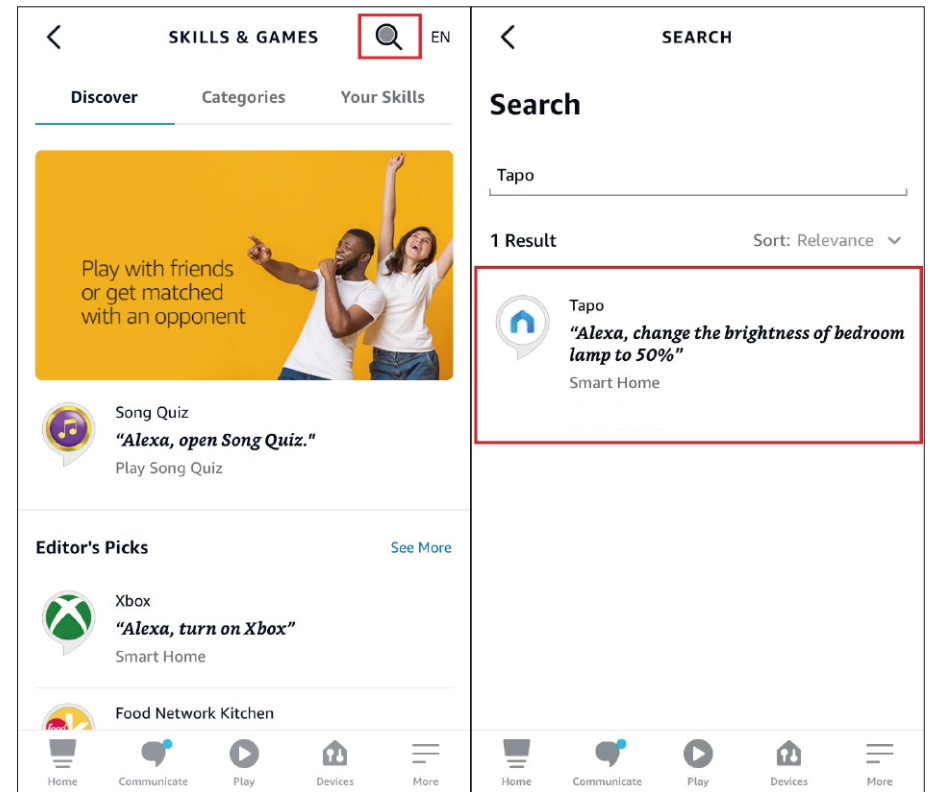 SKILLS & GAMES
EN
Discover
Categories
Your Skills
Play with friends
or get matched
with an opponent
Song Quiz
“Alexa, open Song Quiz."
Play Song Quiz
Editor's Picks
See More
Xbox
“Alexa, turn on Xbox”
Smart Home
food
Food Network Kitchen
Home
Communicate
Play
Devices
More
SEARCH
Search
Tapo
1 Result
Sort: Relevance
Tapo
“Alexa, change the brightness of bedroom
lamp to 50%”
Smart Home
Home
Communicate
Play
Devices
More